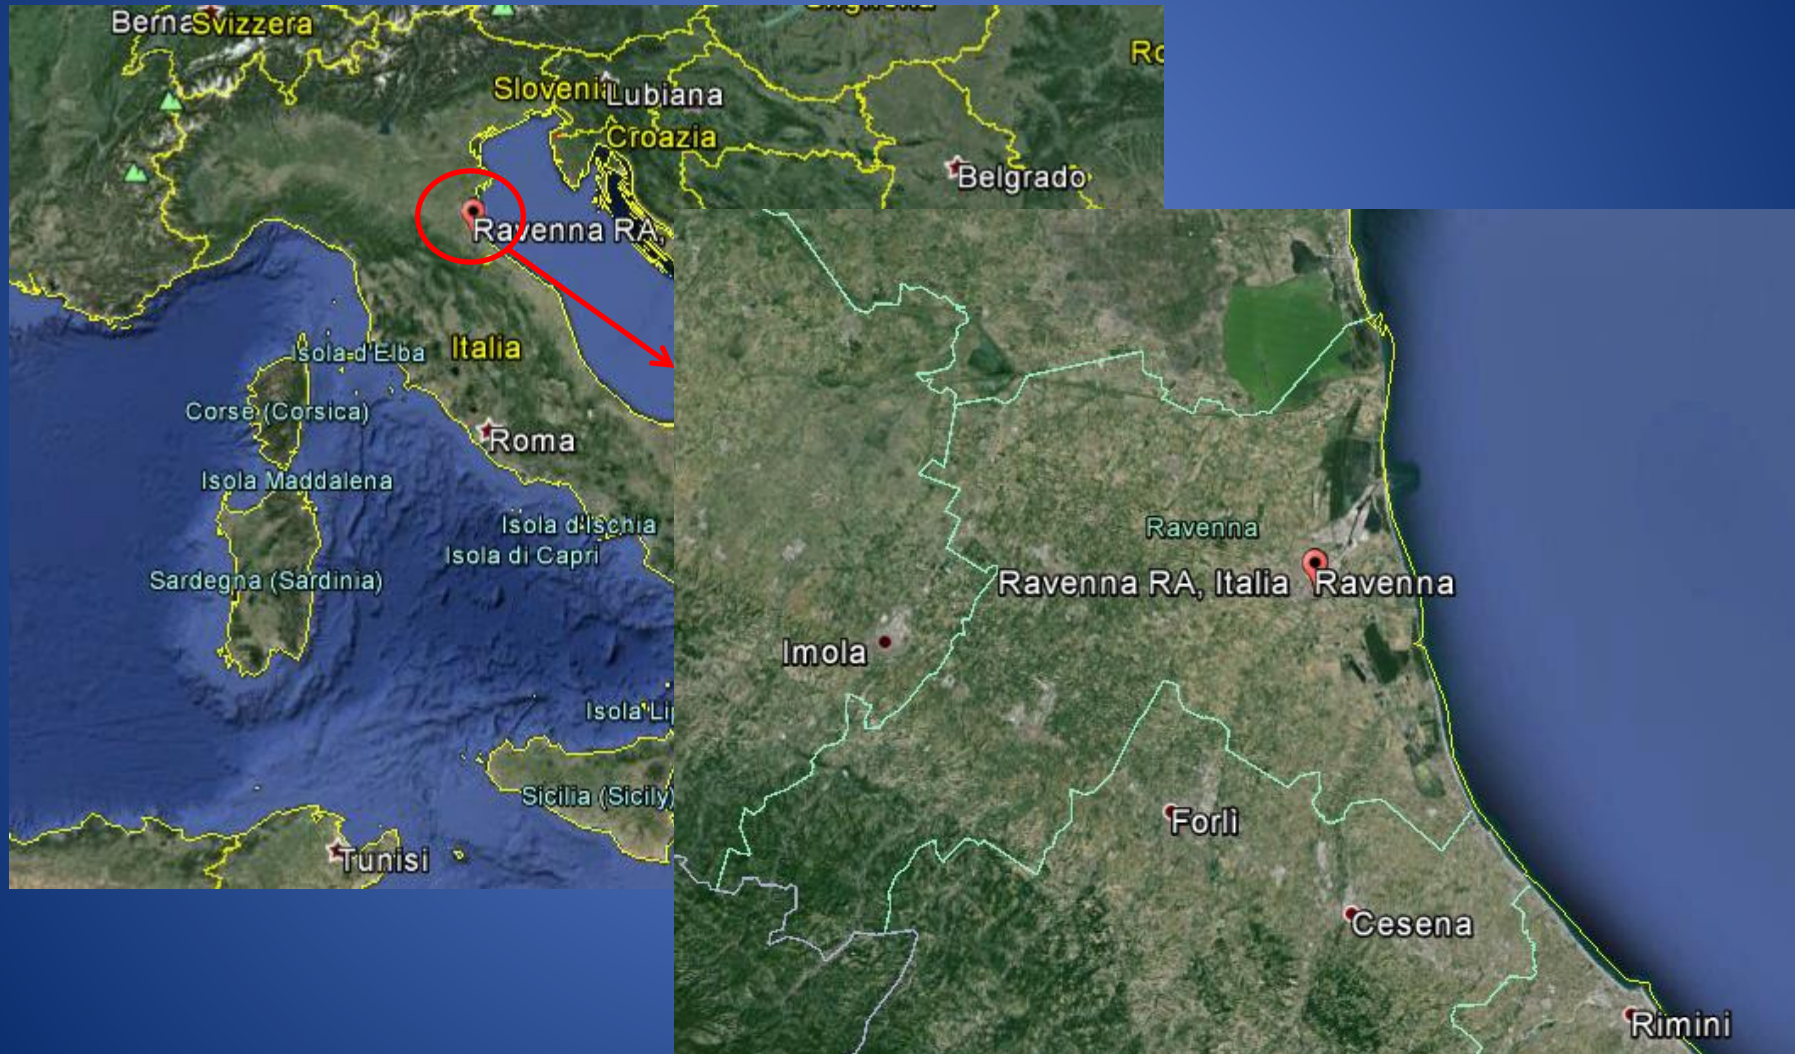 Berna
Svizzera
Slovenia
Lubiana
Croazia
Belgrado
Ravenna RA,
Isola d'Elba
Italia
Corse (Corsica)
Roma
Isola Maddalena
Isola d'Ischia
Isola di Capri
Sardegna (Sardinia)
Sicilia (Sicily)
Tunisi
Ravenna
Ravenna RA, Italia
Ravenna
Imola
Forlì
Cesena
Rimini